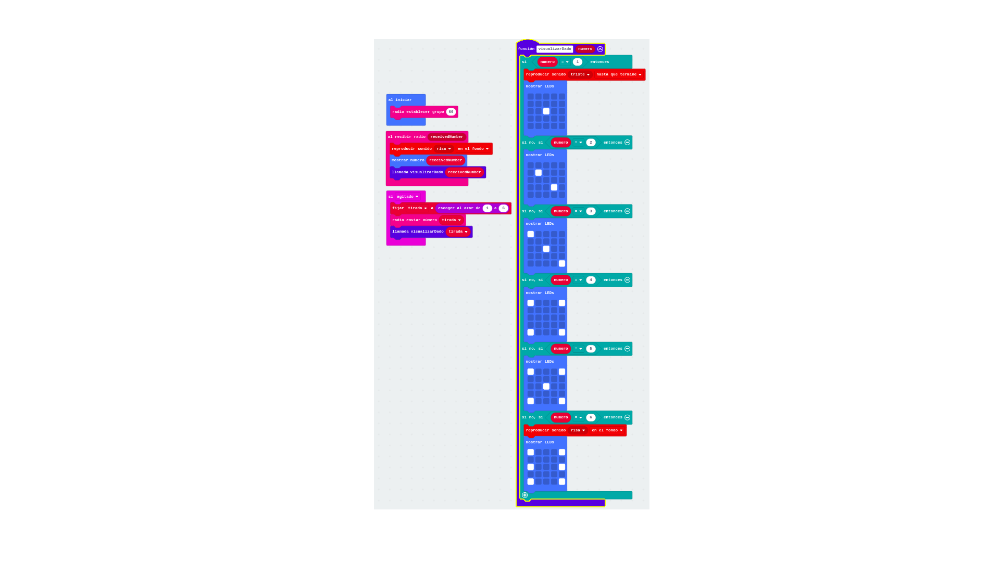 al iniciar
radio establecer grupo 66
al recibir radio receivedNumber
reproducir sonido risa en el fondo
mostrar número receivedNumber
llamada visualizarDado receivedNumber
si agitado
fijar tirada a escoger al azar de 1 a 6
radio enviar número tirada
llamada visualizarDado tirada
función visualizarDado numero
si numero = 1 entonces
reproducir sonido triste hasta que termine
mostrar LEDs
si no, si numero = 2 entonces
mostrar LEDs
si no, si numero = 3 entonces
mostrar LEDs
si no, si numero = 4 entonces
mostrar LEDs
si no, si numero = 5 entonces
mostrar LEDs
si no, si numero = 6 entonces
reproducir sonido risa en el fondo
mostrar LEDs